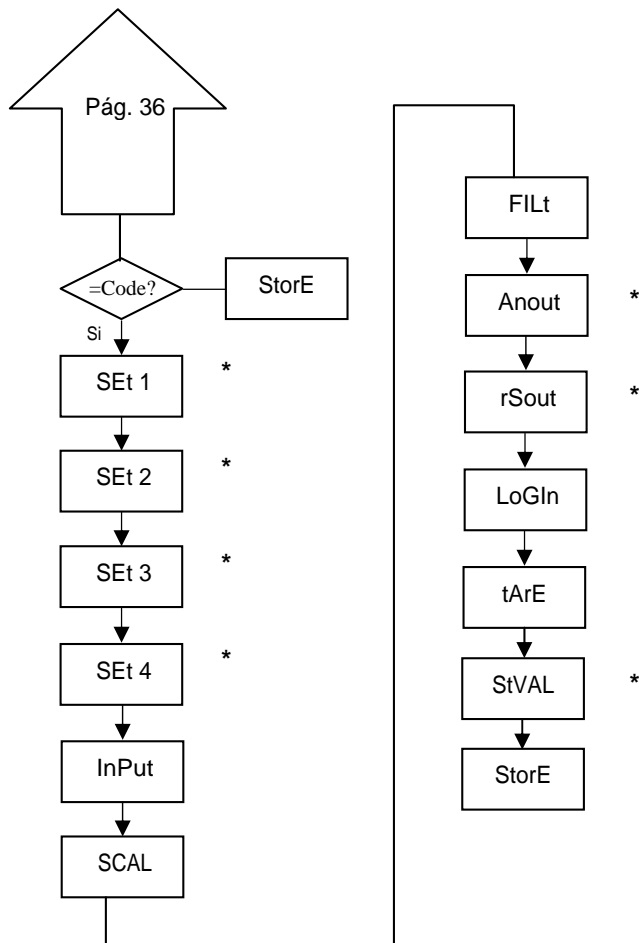 Pág. 36
=Code?
StorE
Si
SEt 1 *
SEt 2 *
SEt 3 *
SEt 4 *
InPut
SCAL
FILt
Anout *
rSout *
LoGIn
tArE
StVAL *
StorE